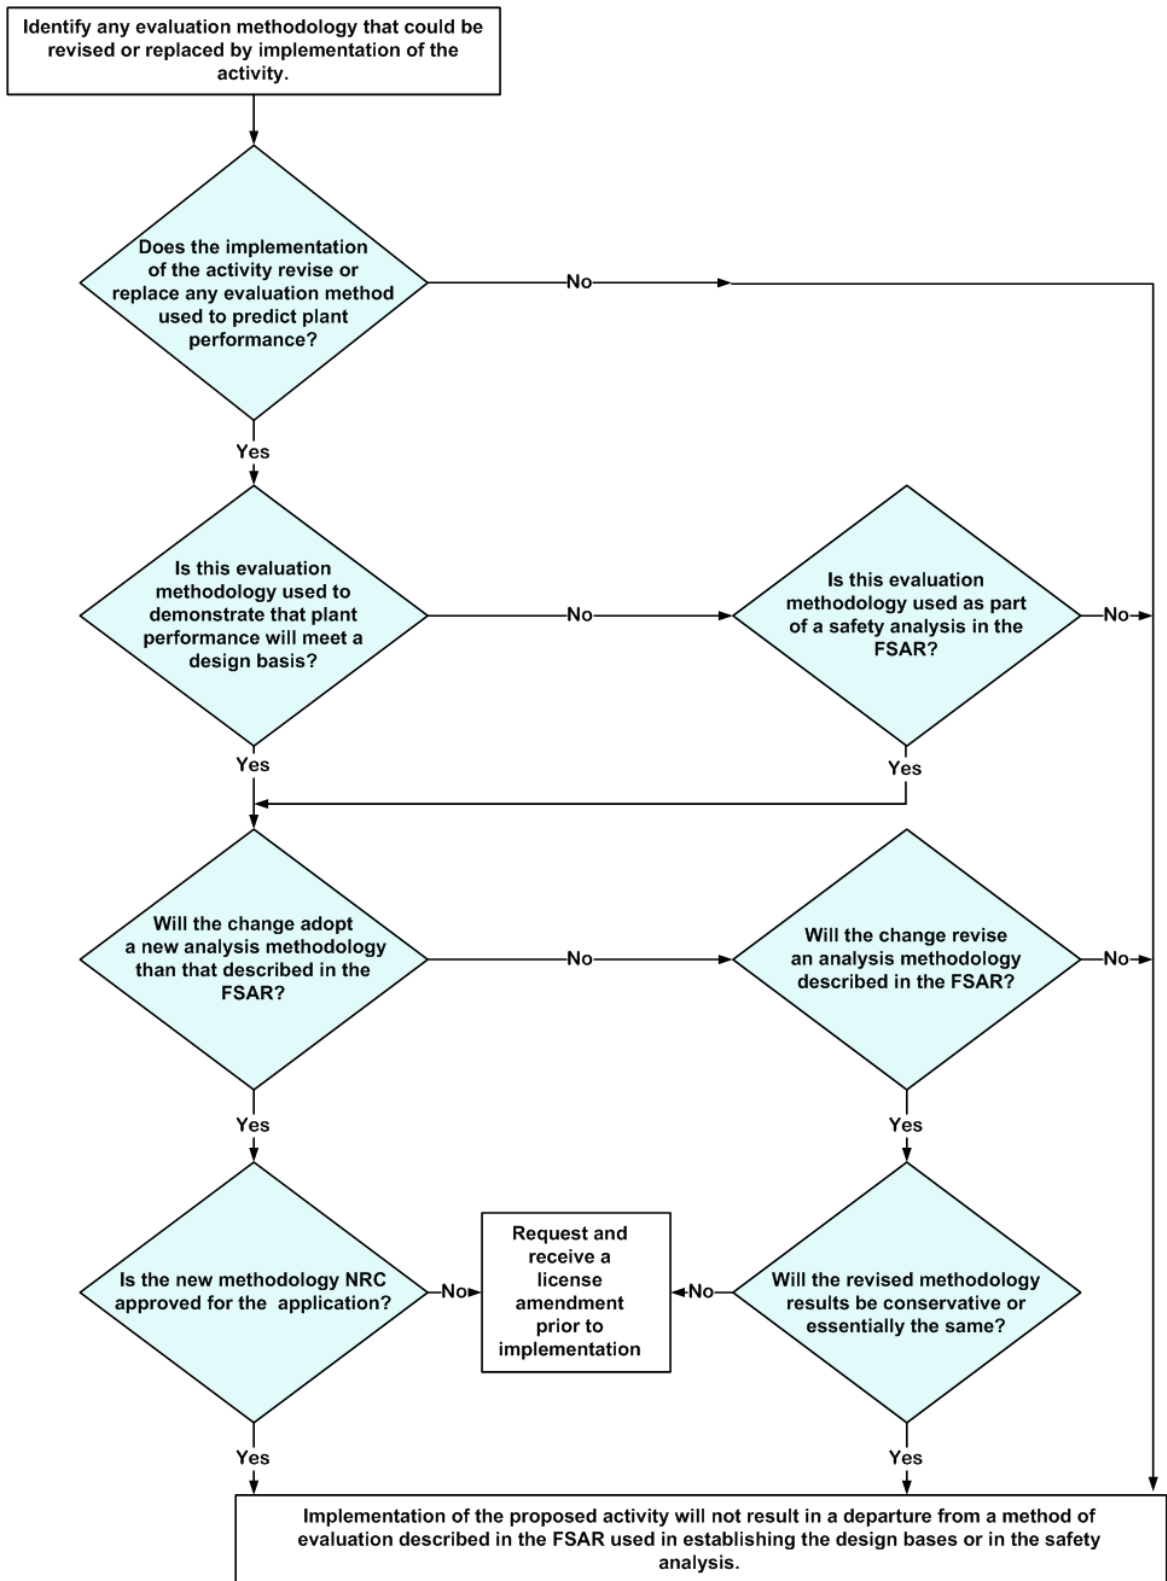 Identify any evaluation methodology that could be
revised or replaced by implementation of the
activity.
Does the implementation
of the activity revise or
replace any evaluation method
used to predict plant
performance?
No
Yes
Is this evaluation
methodology used to
demonstrate that plant
performance will meet a
design basis?
No
Is this evaluation
methodology used as part
of a safety analysis in the
FSAR?
No
Yes
Yes
Will the change adopt
a new analysis methodology
than that described in the
FSAR?
No
Will the change revise
an analysis methodology
described in the FSAR?
No
Yes
Yes
Is the new methodology NRC
approved for the application?
No
Request and
receive a
license
amendment
prior to
implementation
No
Will the revised methodology
results be conservative or
essentially the same?
Yes
Yes
Implementation of the proposed activity will not result in a departure from a method of
evaluation described in the FSAR used in establishing the design bases or in the safety
analysis.